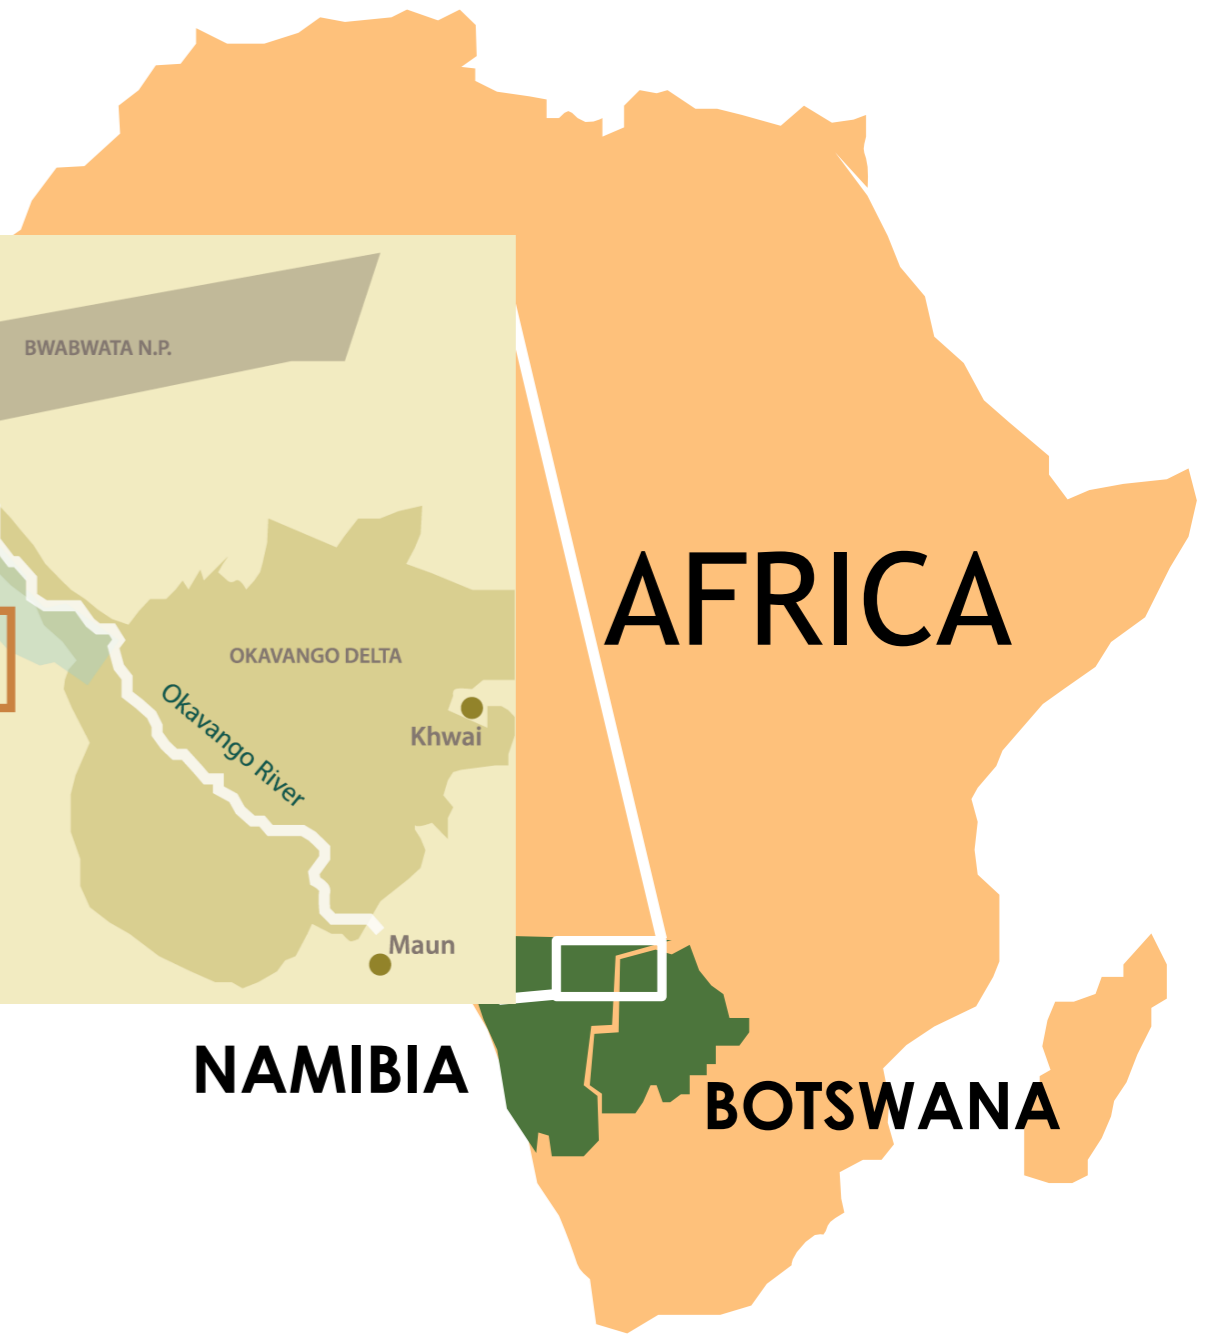 BWABWATA N.P.
AFRICA
OKAVANGO DELTA
Okavango River
Khwai
Maun
NAMIBIA
BOTSWANA